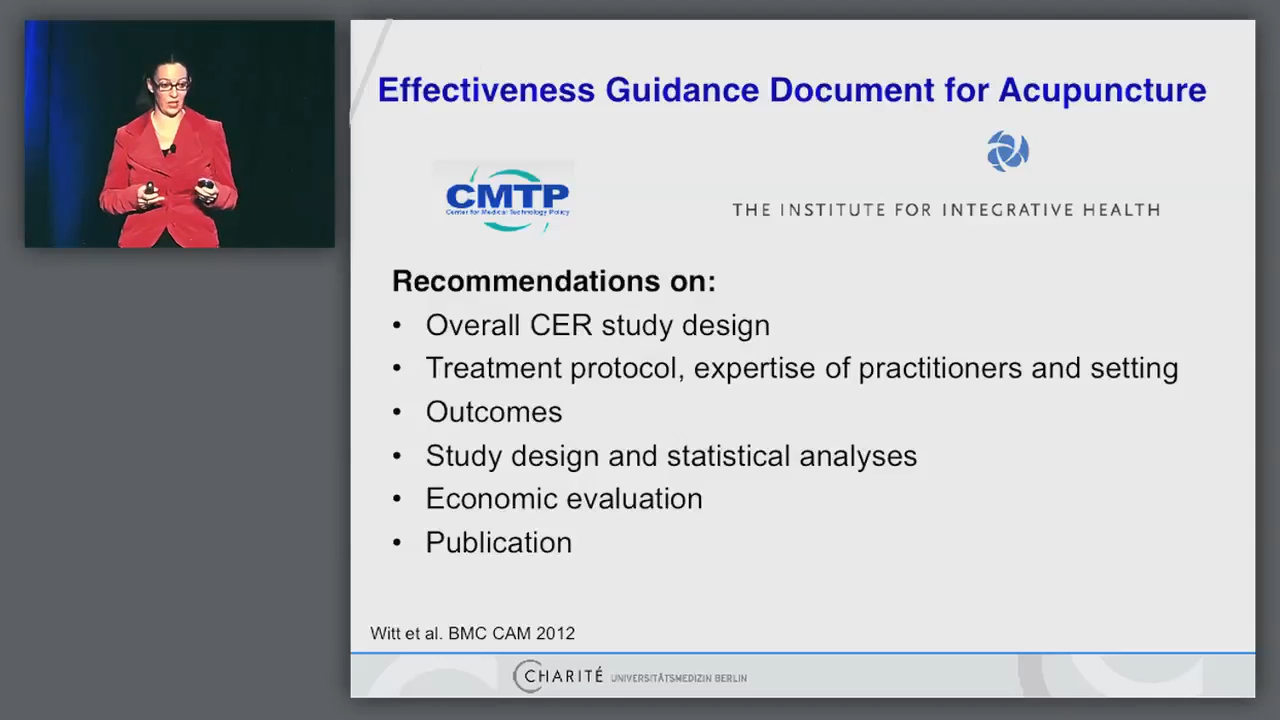 Effectiveness Guidance Document for Acupuncture
CMTP
Center for Medical Technology Policy
THE INSTITUTE FOR INTEGRATIVE HEALTH
Recommendations on:
• Overall CER study design
• Treatment protocol, expertise of practitioners and setting
• Outcomes
• Study design and statistical analyses
• Economic evaluation
• Publication
Witt et al. BMC CAM 2012
CHARITÉ UNIVERSITÄTSMEDIZIN BERLIN